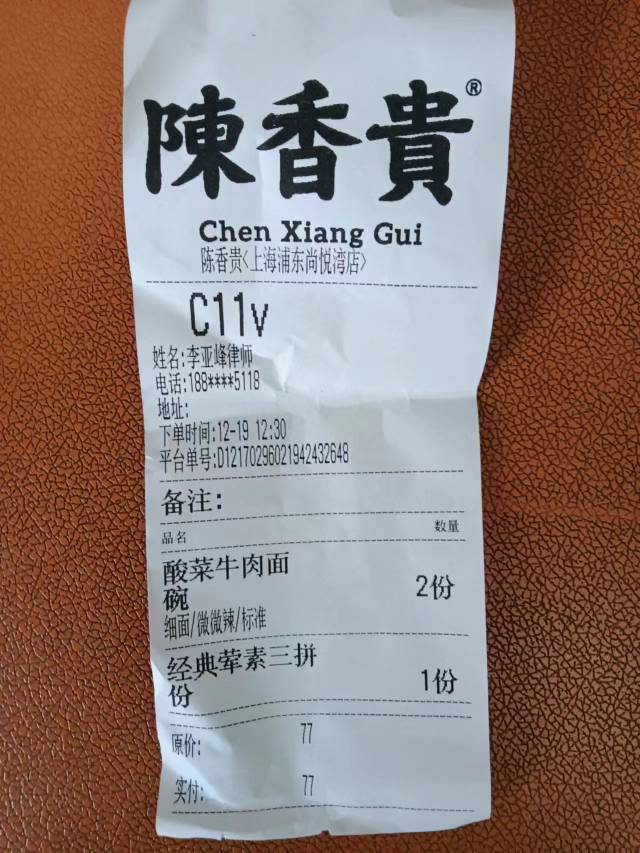 陳香貴®
Chen Xiang Gui
陈香贵<上海浦东尚悦湾店>
C11v
姓名:李亚峰律师
电话:188****5118
地址:
下单时间:12-19 12:30
平台单号:D12170296021942432648
备注:
品名 数量
酸菜牛肉面 2份
碗
细面/微微辣/标准
经典荤素三拼 1份
份
原价: 77
实付: 77